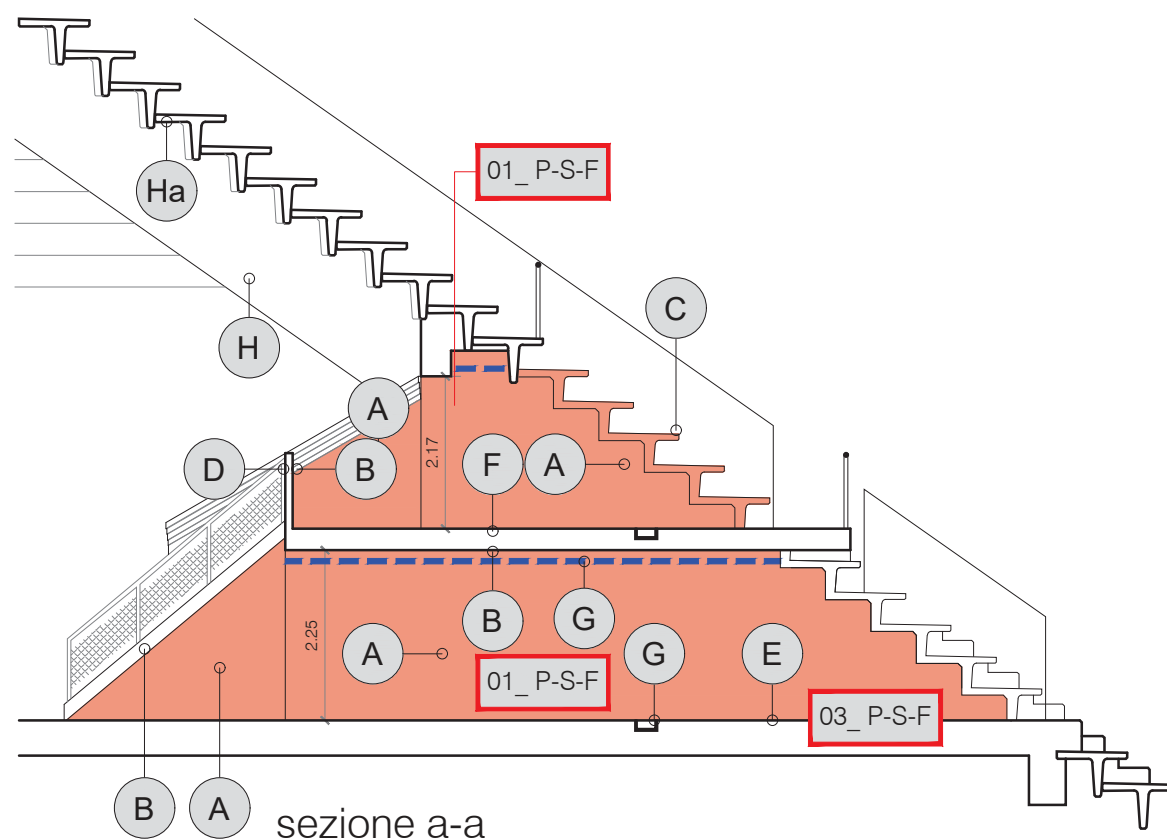 01_ P-S-F
Ha
C
H
A
2.17
D
B
F
A
2.25
B
G
A
01_ P-S-F
G
E
03_ P-S-F
B
A
sezione a-a